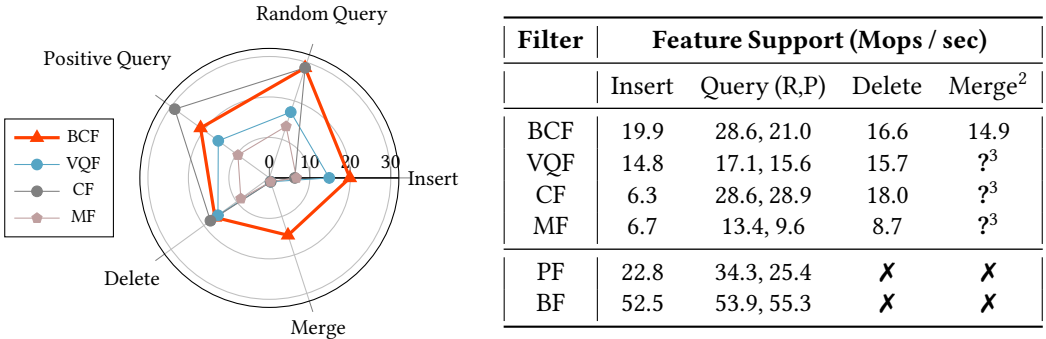 Random Query
Positive Query
BCF
VQF
CF
MF
0 10 20 30
Insert
Delete
Merge
Filter Feature Support (Mops / sec)
Insert Query (R,P) Delete Merge²
BCF 19.9 28.6, 21.0 16.6 14.9
VQF 14.8 17.1, 15.6 15.7 ?³
CF 6.3 28.6, 28.9 18.0 ?³
MF 6.7 13.4, 9.6 8.7 ?³
PF 22.8 34.3, 25.4 ✗ ✗
BF 52.5 53.9, 55.3 ✗ ✗